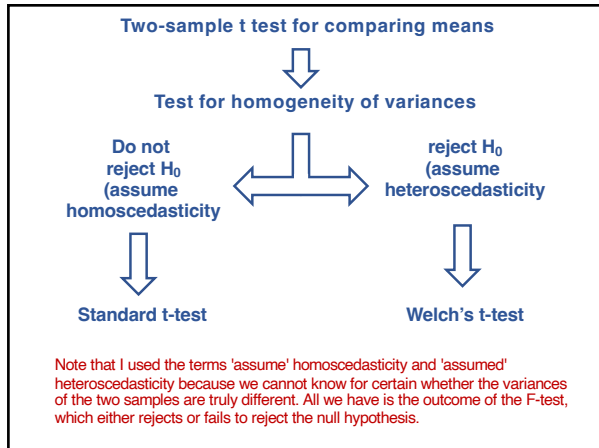 Two-sample t test for comparing means
Test for homogeneity of variances
Do not
reject H₀
(assume
homoscedasticity
reject H₀
(assume
heteroscedasticity
Standard t-test
Welch's t-test
Note that I used the terms 'assume' homoscedasticity and 'assumed'
heteroscedasticity because we cannot know for certain whether the variances
of the two samples are truly different. All we have is the outcome of the F-test,
which either rejects or fails to reject the null hypothesis.